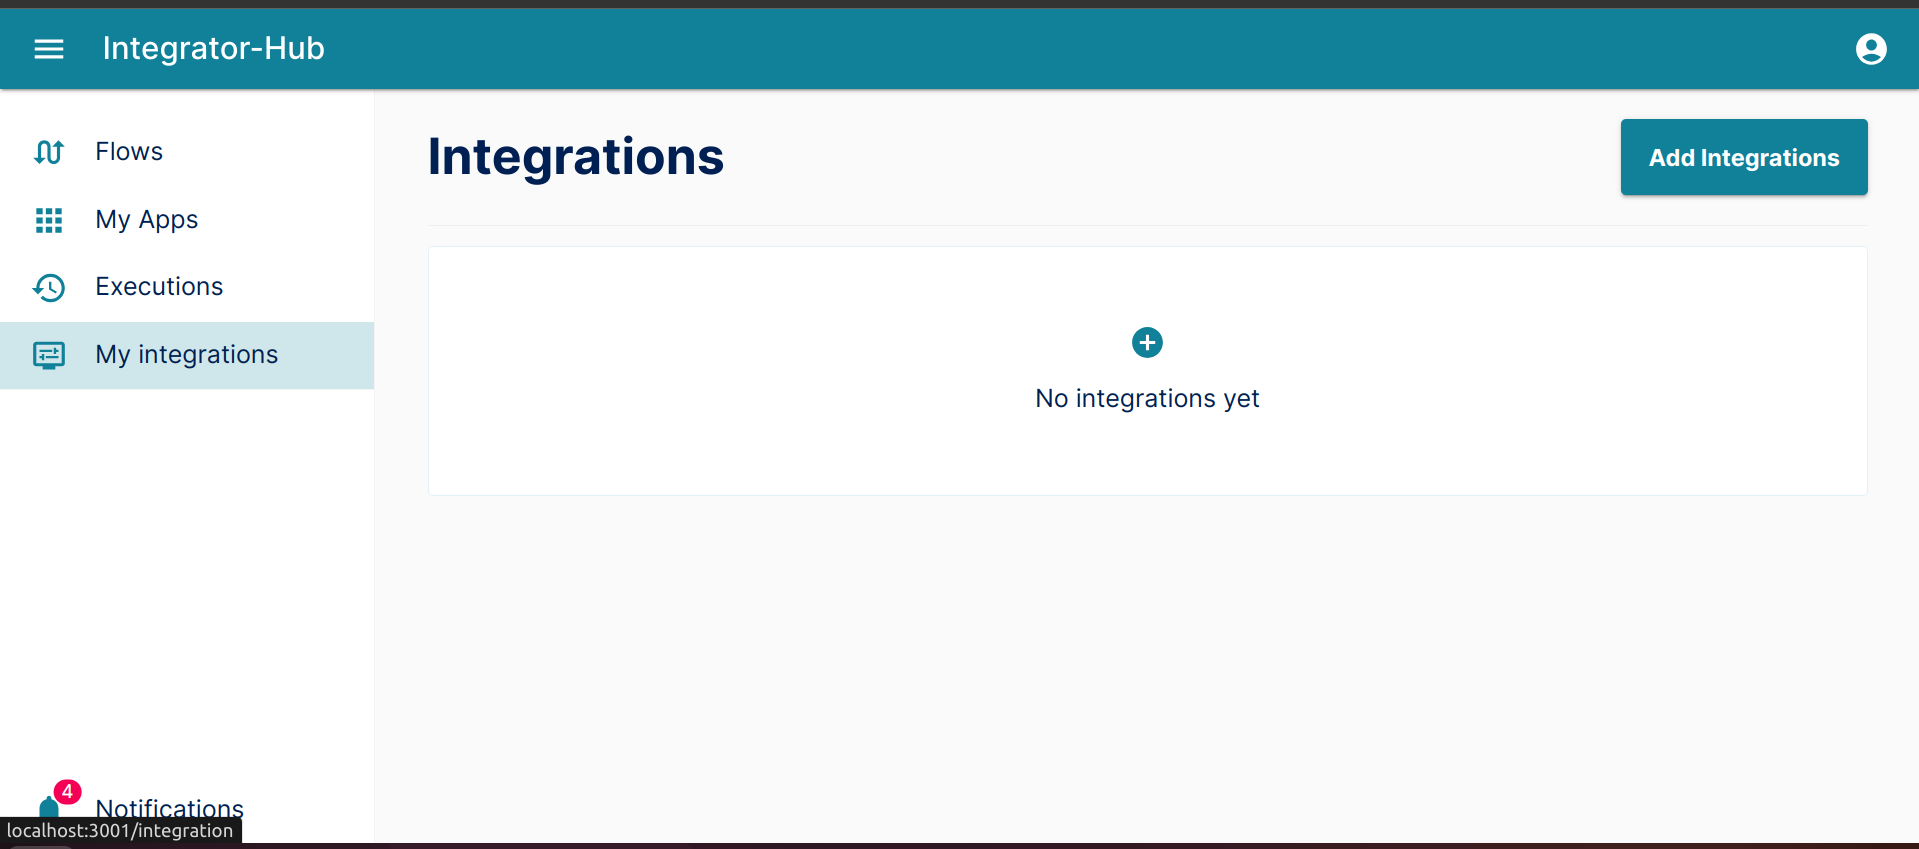 Integrator-Hub
Flows
My Apps
Executions
My integrations
Integrations
Add Integrations
No integrations yet
4
Notifications
localhost:3001/integration